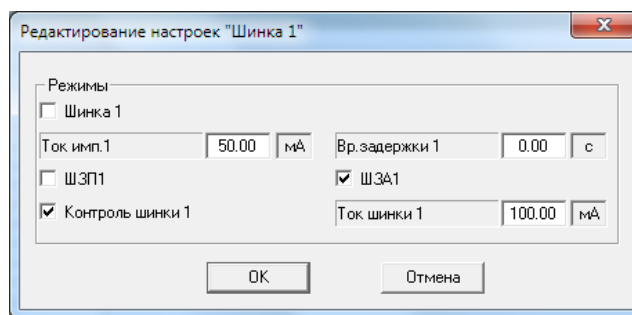 Редактирование настроек "Шинка 1"
Режимы
Шинка 1
Ток имп.1 50.00 мА Вр.задержки 1 0.00 с
ШЗП1 ШЗА1
Контроль шинки 1 Ток шинки 1 100.00 мА
OK Отмена